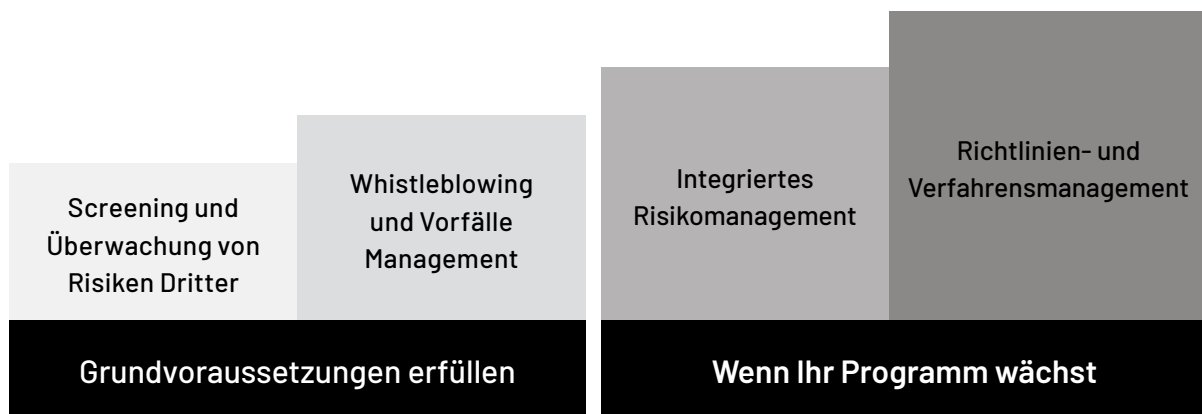 Screening und
Überwachung von
Risiken Dritter
Whistleblowing
und Vorfälle
Management
Grundvoraussetzungen erfüllen
Integriertes
Risikomanagement
Richtlinien- und
Verfahrensmanagement
Wenn Ihr Programm wächst